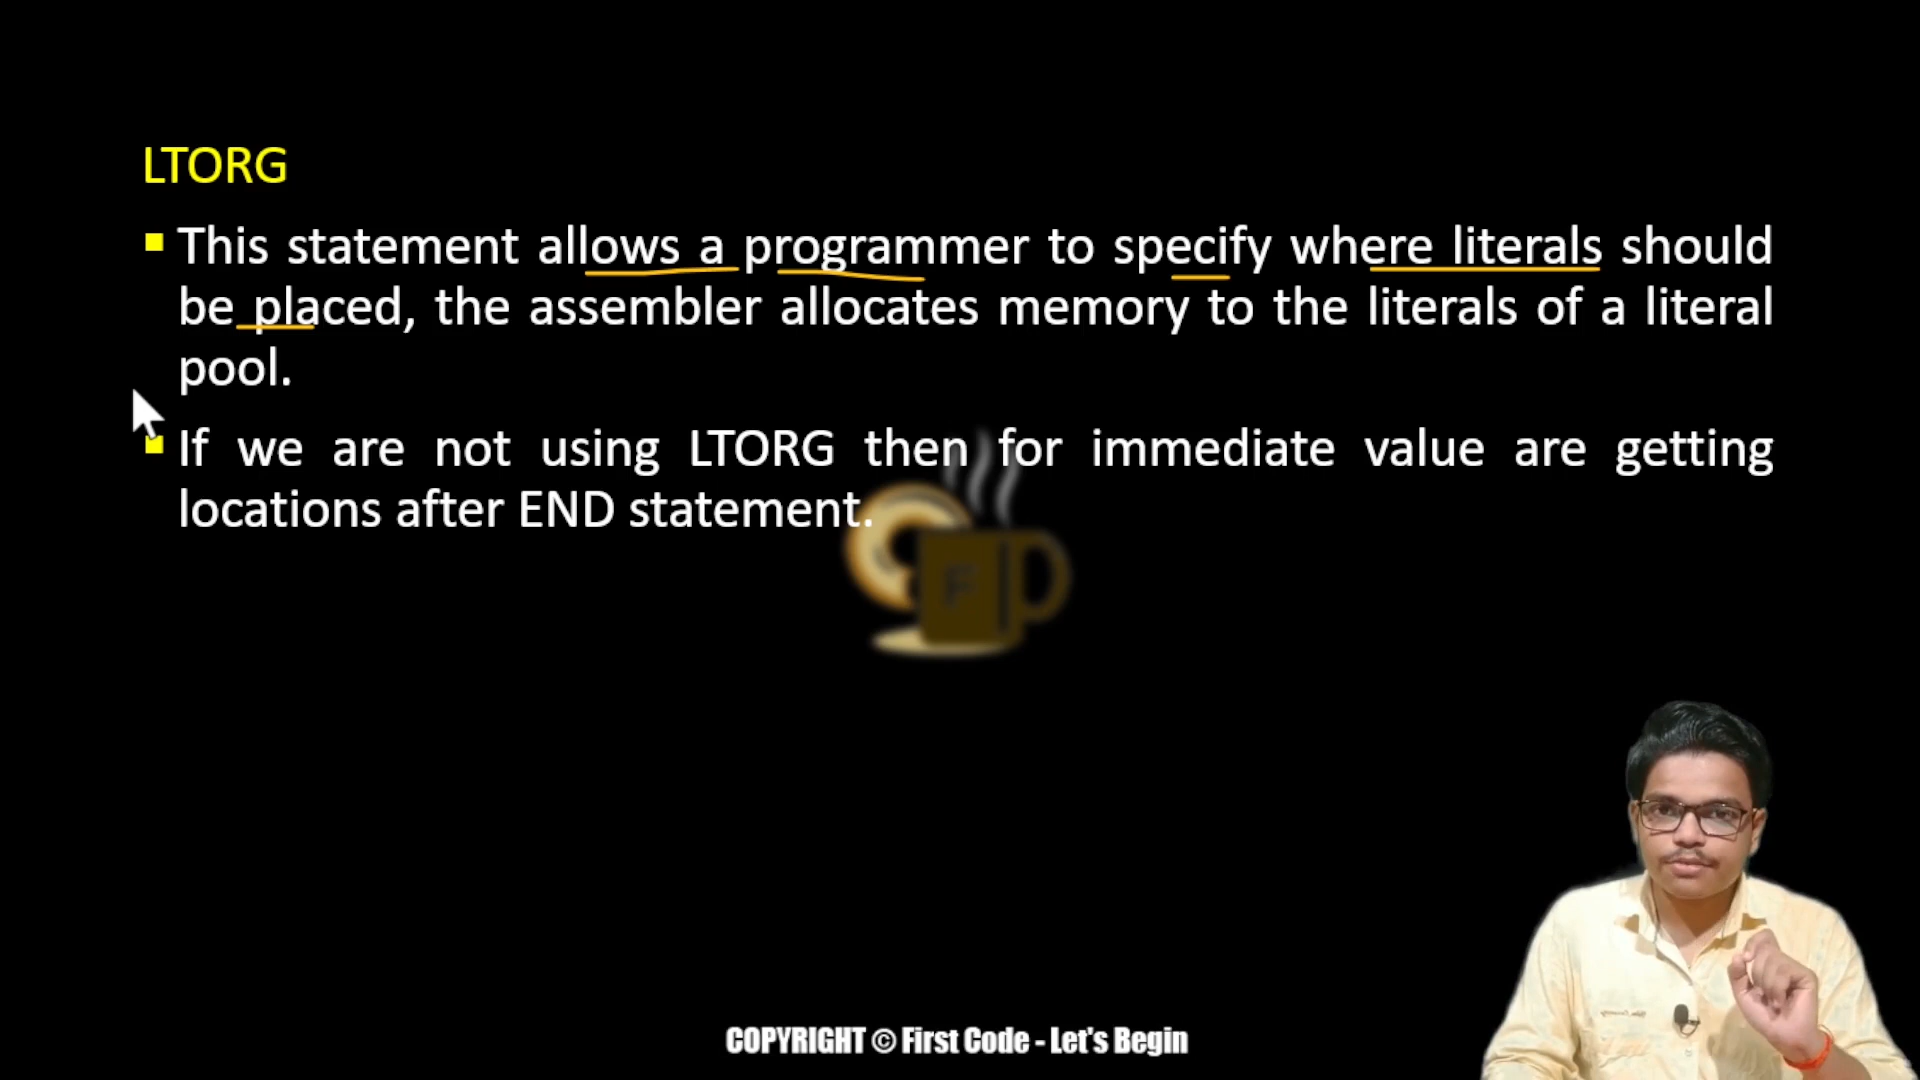 LTORG
This statement allows a programmer to specify where literals should
be placed, the assembler allocates memory to the literals of a literal
pool.
If we are not using LTORG then for immediate value are getting
locations after END statement.
F
COPYRIGHT © First Code - Let's Begin